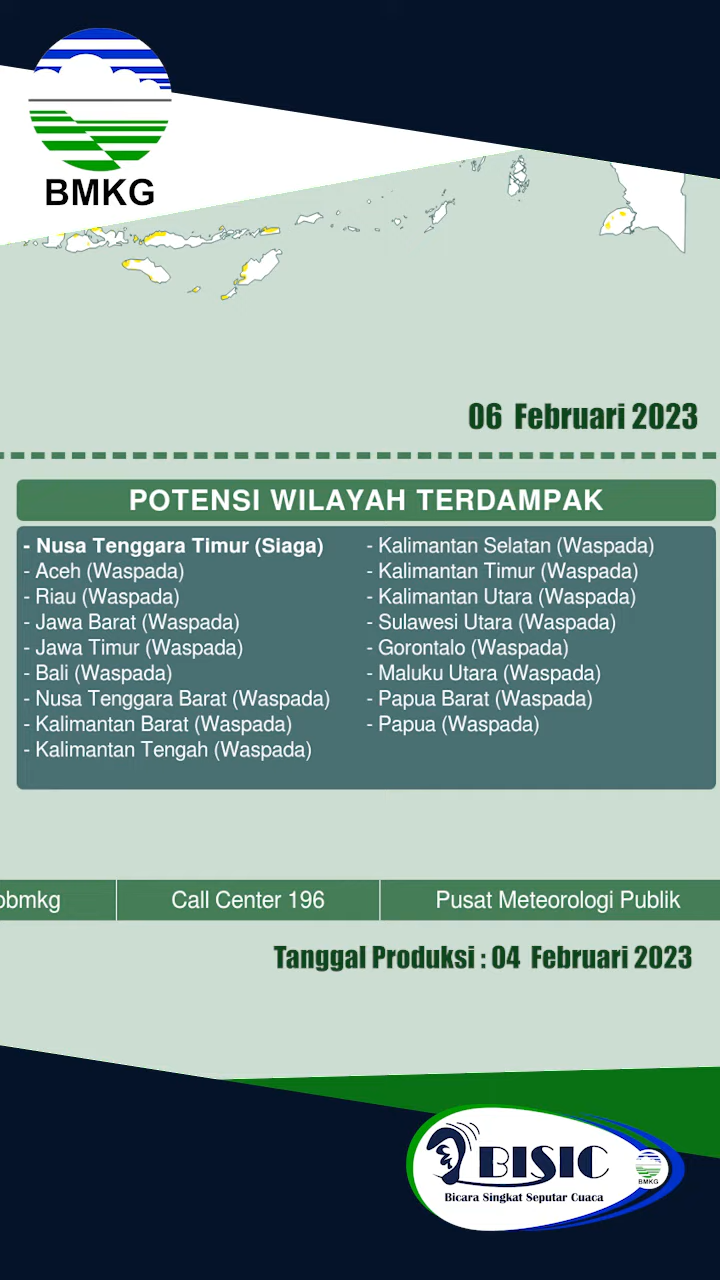 BMKG
06 Februari 2023
POTENSI WILAYAH TERDAMPAK
- Nusa Tenggara Timur (Siaga)
- Aceh (Waspada)
- Riau (Waspada)
- Jawa Barat (Waspada)
- Jawa Timur (Waspada)
- Bali (Waspada)
- Nusa Tenggara Barat (Waspada)
- Kalimantan Barat (Waspada)
- Kalimantan Tengah (Waspada)
- Kalimantan Selatan (Waspada)
- Kalimantan Timur (Waspada)
- Kalimantan Utara (Waspada)
- Sulawesi Utara (Waspada)
- Gorontalo (Waspada)
- Maluku Utara (Waspada)
- Papua Barat (Waspada)
- Papua (Waspada)
Call Center 196
Pusat Meteorologi Publik
Tanggal Produksi : 04 Februari 2023
BISIC
BMKG
Bicara Singkat Seputar Cuaca